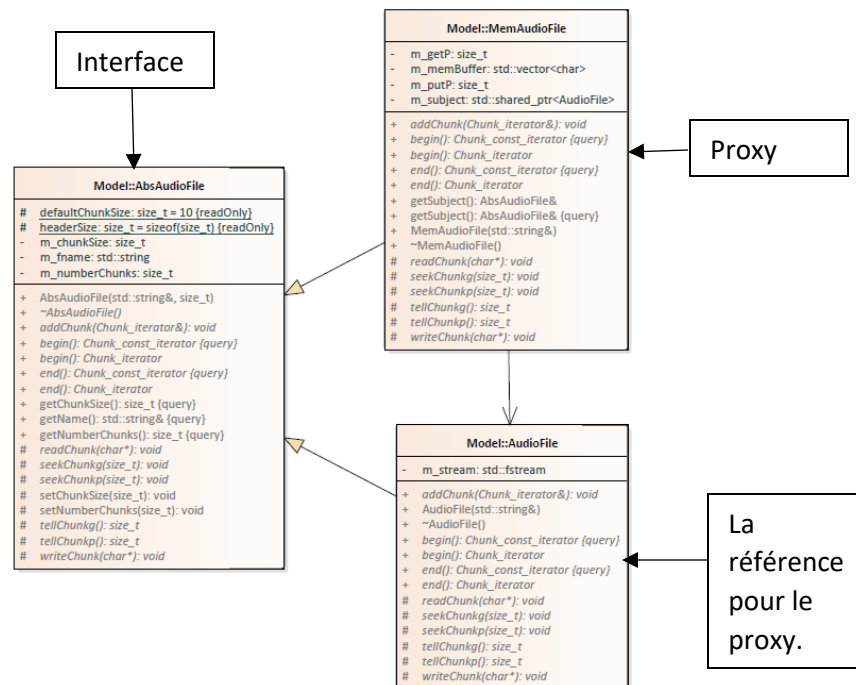 Interface
Model::AbsAudioFile
# defaultChunkSize: size_t = 10 {readOnly}
# headerSize: size_t = sizeof(size_t) {readOnly}
- m_chunkSize: size_t
- m_fname: std::string
- m_numberChunks: size_t
+ AbsAudioFile(std::string&, size_t)
+ ~AbsAudioFile()
+ addChunk(Chunk_iterator&): void
+ begin(): Chunk_const_iterator {query}
+ begin(): Chunk_iterator
+ end(): Chunk_const_iterator {query}
+ end(): Chunk_iterator
+ getChunkSize(): size_t {query}
+ getName(): std::string& {query}
+ getNumberChunks(): size_t {query}
# readChunk(char*): void
# seekChunkg(size_t): void
# seekChunkp(size_t): void
# setChunkSize(size_t): void
# setNumberChunks(size_t): void
# tellChunkg(): size_t
# tellChunkp(): size_t
# writeChunk(char*): void
Model::MemAudioFile
- m_getP: size_t
- m_memBuffer: std::vector<char>
- m_putP: size_t
- m_subject: std::shared_ptr<AudioFile>
+ addChunk(Chunk_iterator&): void
+ begin(): Chunk_const_iterator {query}
+ begin(): Chunk_iterator
+ end(): Chunk_const_iterator {query}
+ end(): Chunk_iterator
+ getSubject(): AbsAudioFile&
+ getSubject(): AbsAudioFile& {query}
+ MemAudioFile(std::string&)
+ ~MemAudioFile()
# readChunk(char*): void
# seekChunkg(size_t): void
# seekChunkp(size_t): void
# tellChunkg(): size_t
# tellChunkp(): size_t
# writeChunk(char*): void
Proxy
Model::AudioFile
- m_stream: std::fstream
+ addChunk(Chunk_iterator&): void
+ AudioFile(std::string&)
+ ~AudioFile()
+ begin(): Chunk_const_iterator {query}
+ begin(): Chunk_iterator
+ end(): Chunk_const_iterator {query}
+ end(): Chunk_iterator
# readChunk(char*): void
# seekChunkg(size_t): void
# seekChunkp(size_t): void
# tellChunkg(): size_t
# tellChunkp(): size_t
# writeChunk(char*): void
La
référence
pour le
proxy.